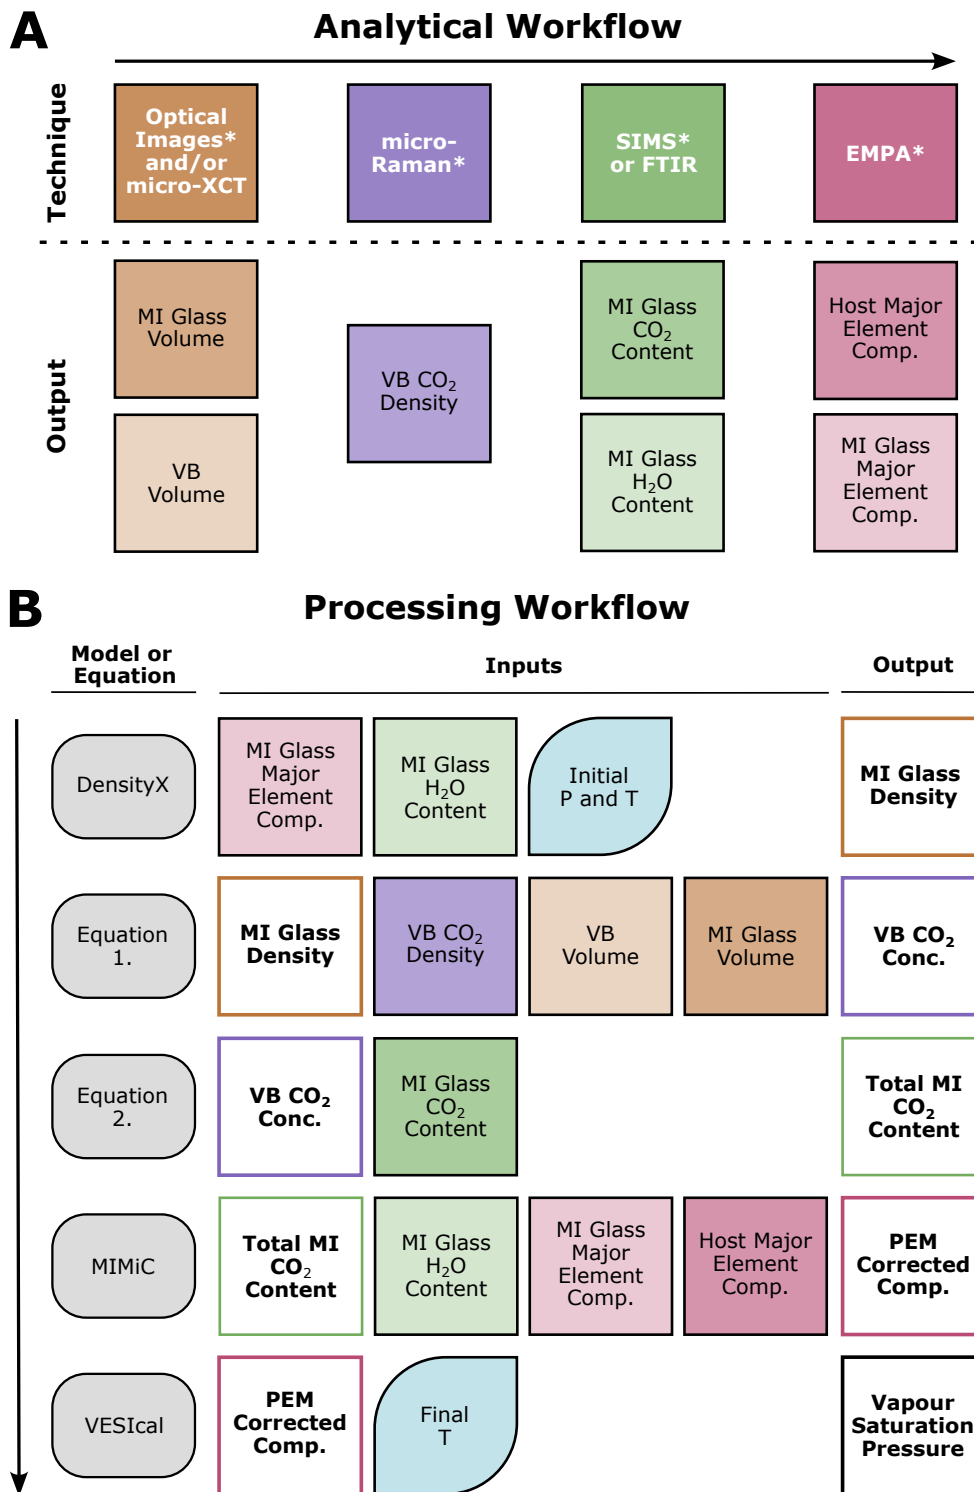 A
Analytical Workflow
Technique
Optical
Images*
and/or
micro-XCT
micro-
Raman*
SIMS*
or FTIR
EMPA*
Output
MI Glass
Volume
VB
Volume
VB CO₂
Density
MI Glass
CO₂
Content
MI Glass
H₂O
Content
Host Major
Element
Comp.
MI Glass
Major
Element
Comp.
B
Processing Workflow
Model or
Equation
Inputs
Output
DensityX
MI Glass
Major
Element
Comp.
MI Glass
H₂O
Content
Initial
P and T
MI Glass
Density
Equation
1.
MI Glass
Density
VB CO₂
Density
VB
Volume
MI Glass
Volume
VB CO₂
Conc.
Equation
2.
VB CO₂
Conc.
MI Glass
CO₂
Content
Total MI
CO₂
Content
MIMiC
Total MI
CO₂
Content
MI Glass
H₂O
Content
MI Glass
Major
Element
Comp.
Host Major
Element
Comp.
PEM
Corrected
Comp.
VESIcal
PEM
Corrected
Comp.
Final
T
Vapour
Saturation
Pressure